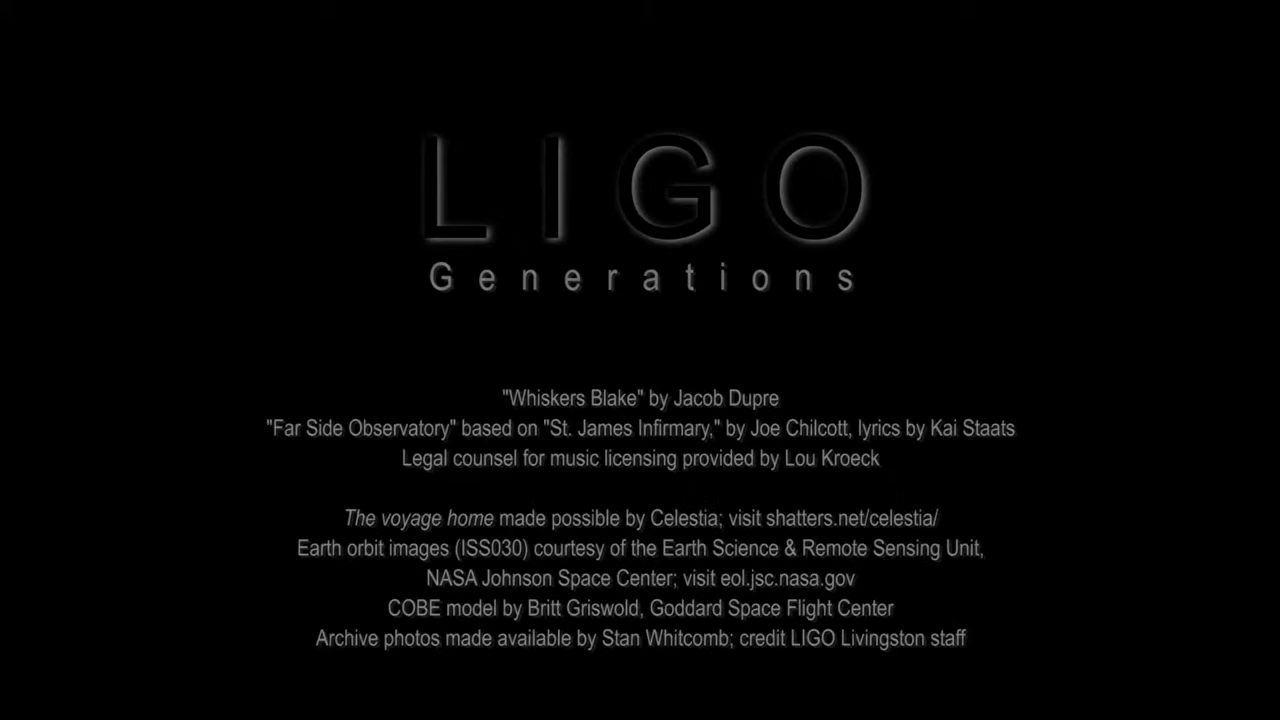 LIGO
Generations
"Whiskers Blake" by Jacob Dupre
"Far Side Observatory" based on "St. James Infirmary," by Joe Chilcott, lyrics by Kai Staats
Legal counsel for music licensing provided by Lou Kroeck
The voyage home made possible by Celestia; visit shatters.net/celestia/
Earth orbit images (ISS030) courtesy of the Earth Science & Remote Sensing Unit,
NASA Johnson Space Center; visit eol.jsc.nasa.gov
COBE model by Britt Griswold, Goddard Space Flight Center
Archive photos made available by Stan Whitcomb; credit LIGO Livingston staff